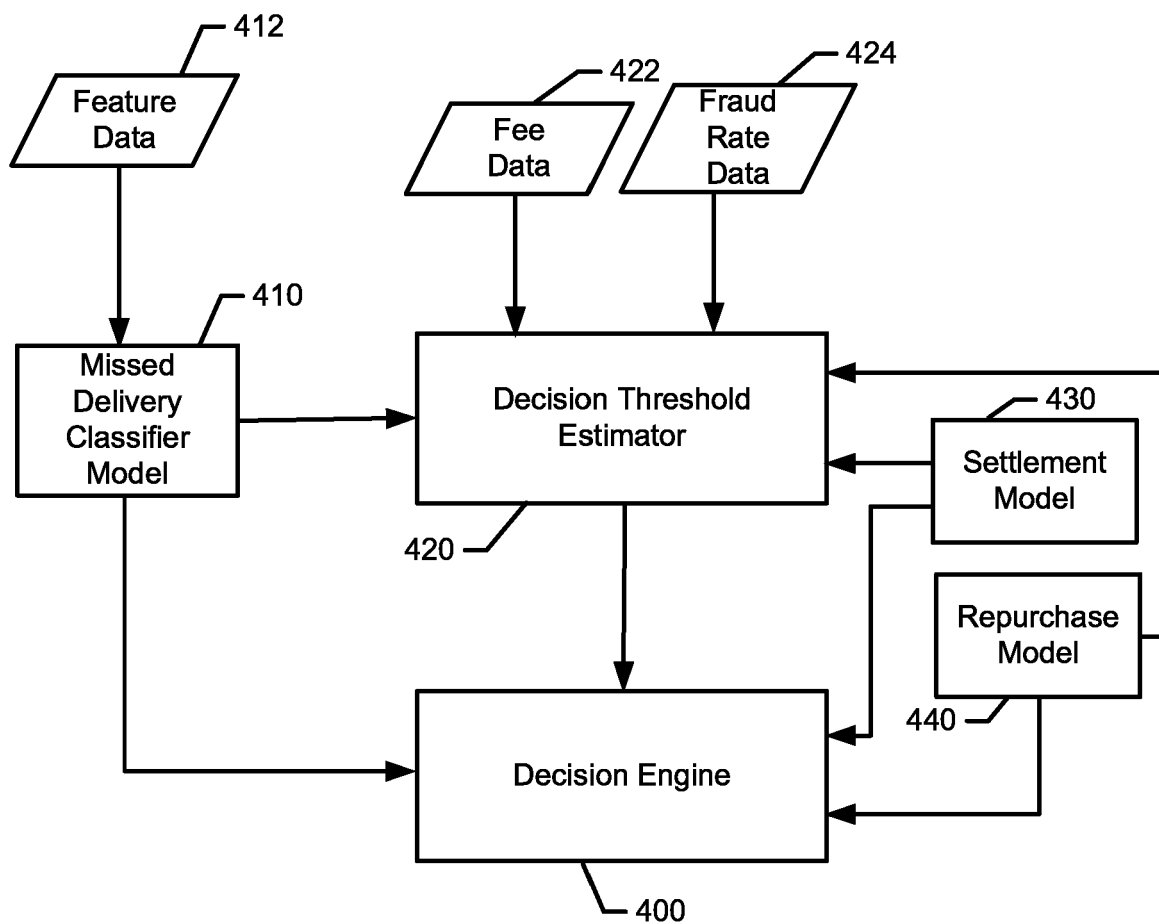 412
Feature
Data
422
Fee
Data
424
Fraud
Rate
Data
410
Missed
Delivery
Classifier
Model
Decision Threshold
Estimator
420
430
Settlement
Model
Repurchase
Model
440
Decision Engine
400